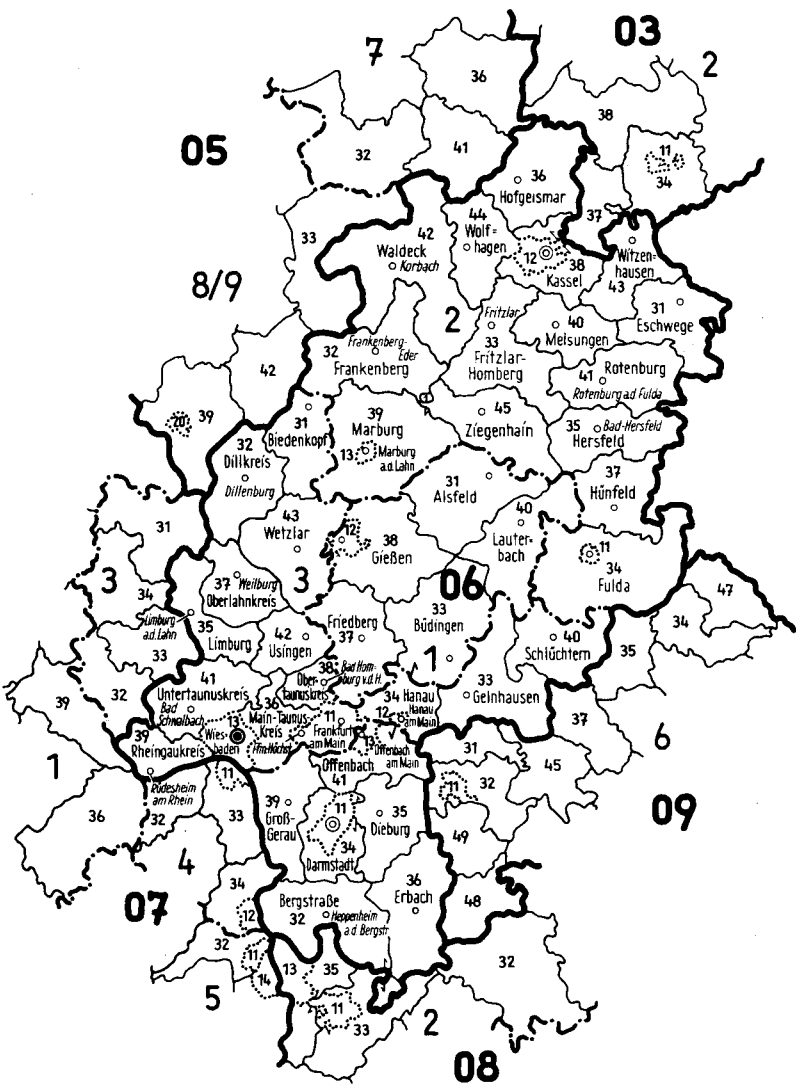 03
7
2
36
38
05
11
32
41
34
36
Hofgeismar
37
33
44
42
Wolf=
hagen
Waldeck
Korbach
12
38
Kassel
Witzen=
hausen
43
8/9
2
31
Eschwege
Fritzlar
40
Melsungen
33
Fritzlar-
Homberg
Frankenberg-
Eder
32
Frankenberg
42
41
Rotenburg
Rotenburg a.d Fulda
20
39
31
Biedenkopf
39
Marburg
13
Marburg
a.d.Lahn
45
Ziegenhain
35
Bad-Hersfeld
Hersfeld
32
Dillkreis
Dillenburg
31
Alsfeld
37
Hünfeld
43
Wetzlar
12
38
Gießen
40
Lauter-
bach
11
34
Fulda
31
3
34
37
Weilburg
Oberlahnkreis
3
06
47
34
Limburg
a.d.Lahn
35
Limburg
33
42
Usingen
Friedberg
37
33
Büdingen
40
Schlüchtern
35
1
38
Ober-
taunuskreis
Bad Hom-
burg v.d.H.
39
32
41
Untertaunuskreis
Bad
Schwalbach
36
Main-Taunus-
Kreis
Ffm-Höchst
34
Hanau
Hanau
am Main
33
Gelnhausen
37
6
39
Rheingaukreis
Wies-
baden
13
11
Frankfurt
am Main
12
13
Offenbach
am Main
Offenbach
41
31
45
1
Rüdesheim
am Rhein
11
11
32
09
36
32
33
39
Groß-
Gerau
11
34
Darmstadt
35
Dieburg
49
4
07
34
12
36
Erbach
48
Bergstraße
32
Heppenheim
a.d Bergstr
32
11
14
13
35
32
5
11
33
2
08